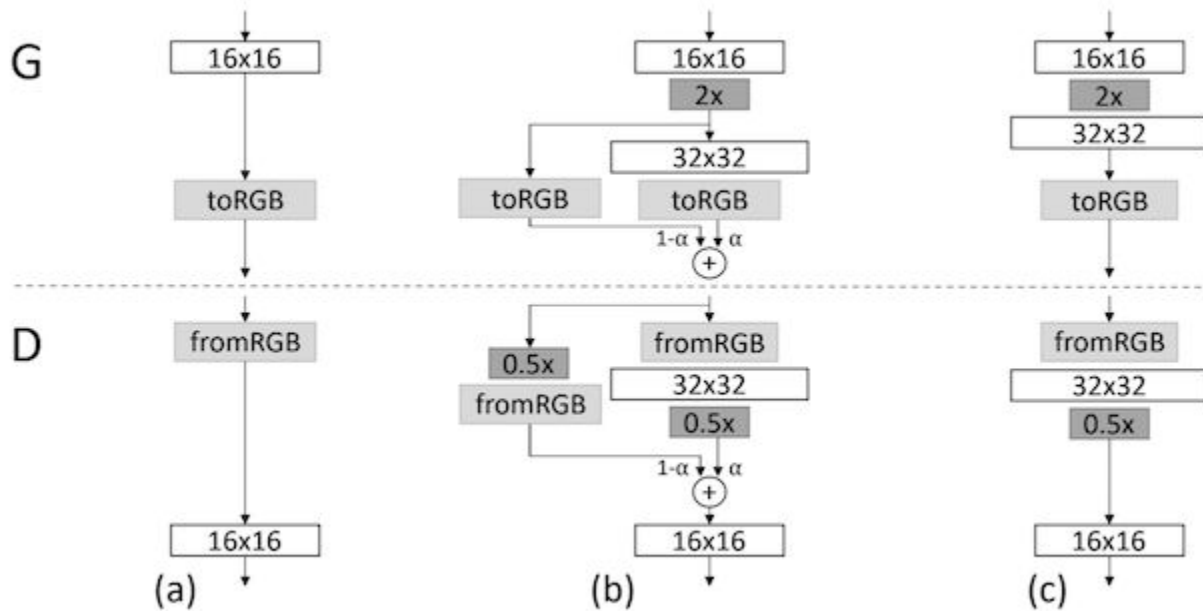 G
16x16
toRGB
16x16
2x
32x32
toRGB
toRGB
1-α
α
+
16x16
2x
32x32
toRGB
D
fromRGB
16x16
0.5x
fromRGB
fromRGB
32x32
0.5x
1-α
α
+
16x16
fromRGB
32x32
0.5x
16x16
(a)
(b)
(c)